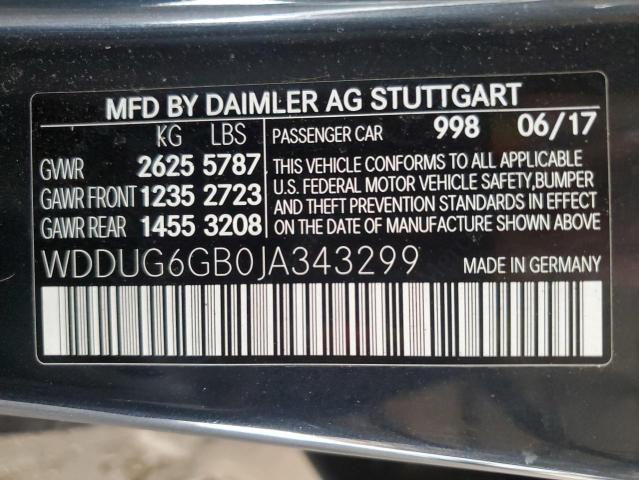 MFD BY DAIMLER AG STUTTGART
KG LBS
PASSENGER CAR 998 06/17
GVWR 2625 5787
GAWR FRONT 1235 2723
GAWR REAR 1455 3208
THIS VEHICLE CONFORMS TO ALL APPLICABLE
U.S. FEDERAL MOTOR VEHICLE SAFETY,BUMPER
AND THEFT PREVENTION STANDARDS IN EFFECT
ON DATE OF MANUFACTURE SHOWN ABOVE
WDDUG6GB0JA343299 MADE IN GERMANY